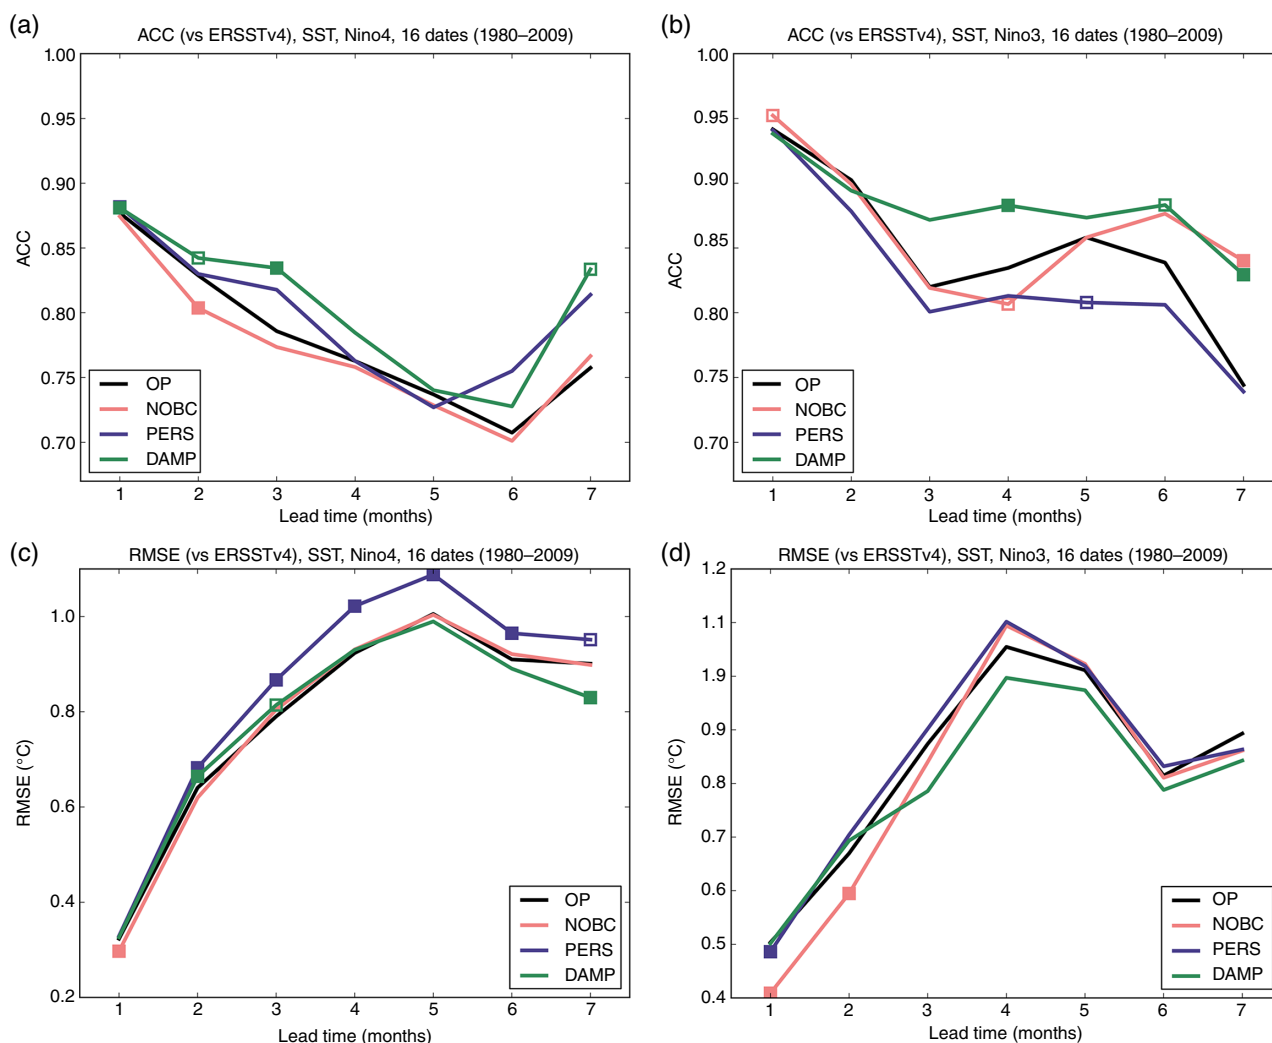 (a)
ACC (vs ERSSTv4), SST, Nino4, 16 dates (1980–2009)
1.00
0.95
0.90
0.85
0.80
0.75
0.70
ACC
OP
NOBC
PERS
DAMP
1 2 3 4 5 6 7
Lead time (months)
(b)
ACC (vs ERSSTv4), SST, Nino3, 16 dates (1980–2009)
1.00
0.95
0.90
0.85
0.80
0.75
0.70
ACC
OP
NOBC
PERS
DAMP
1 2 3 4 5 6 7
Lead time (months)
(c)
RMSE (vs ERSSTv4), SST, Nino4, 16 dates (1980–2009)
1.0
0.8
0.6
0.4
0.2
RMSE (°C)
OP
NOBC
PERS
DAMP
1 2 3 4 5 6 7
Lead time (months)
(d)
RMSE (vs ERSSTv4), SST, Nino3, 16 dates (1980–2009)
1.2
1.1
1.9
0.9
0.8
0.7
0.6
0.5
0.4
RMSE (°C)
OP
NOBC
PERS
DAMP
1 2 3 4 5 6 7
Lead time (months)